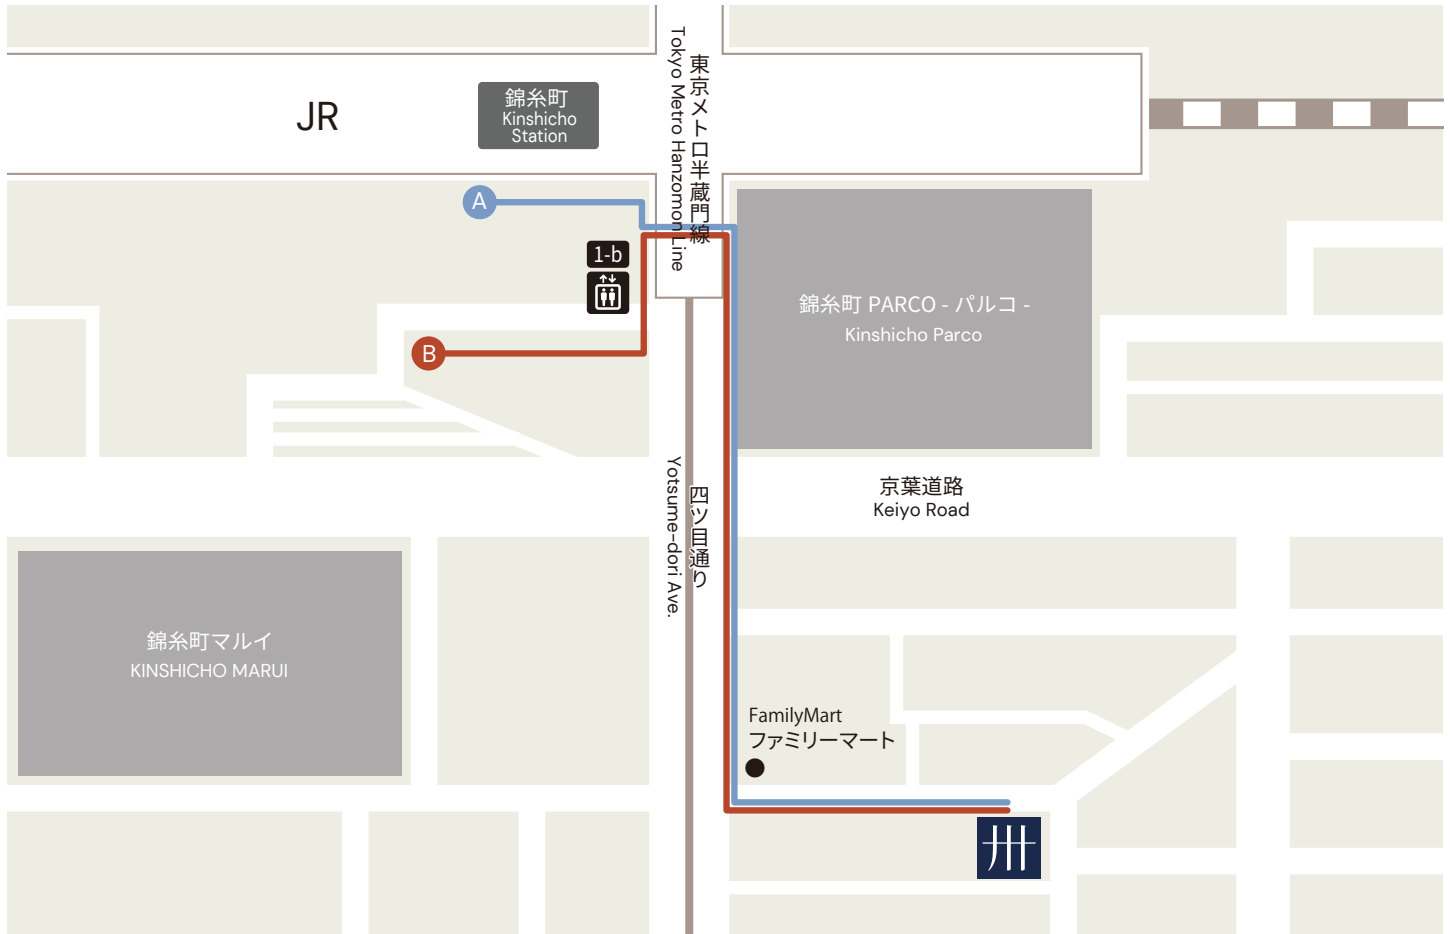 JR
錦糸町
Kinshicho
Station
東京メトロ半蔵門線
Tokyo Metro Hanzomon Line
A
1-b
B
錦糸町 PARCO - パルコ -
Kinshicho Parco
四ツ目通り
Yotsume-dori Ave.
京葉道路
Keiyo Road
錦糸町マルイ
KINSHICHO MARUI
FamilyMart
ファミリーマート
卅